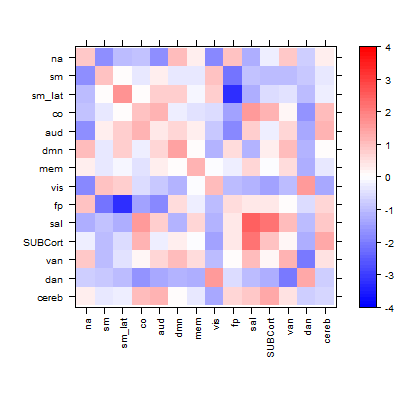 na
sm
sm_lat
co
aud
dmn
mem
vis
fp
sal
SUBCort
van
dan
cereb
na
sm
sm_lat
co
aud
dmn
mem
vis
fp
sal
SUBCort
van
dan
cereb
4
3
2
1
0
-1
-2
-3
-4